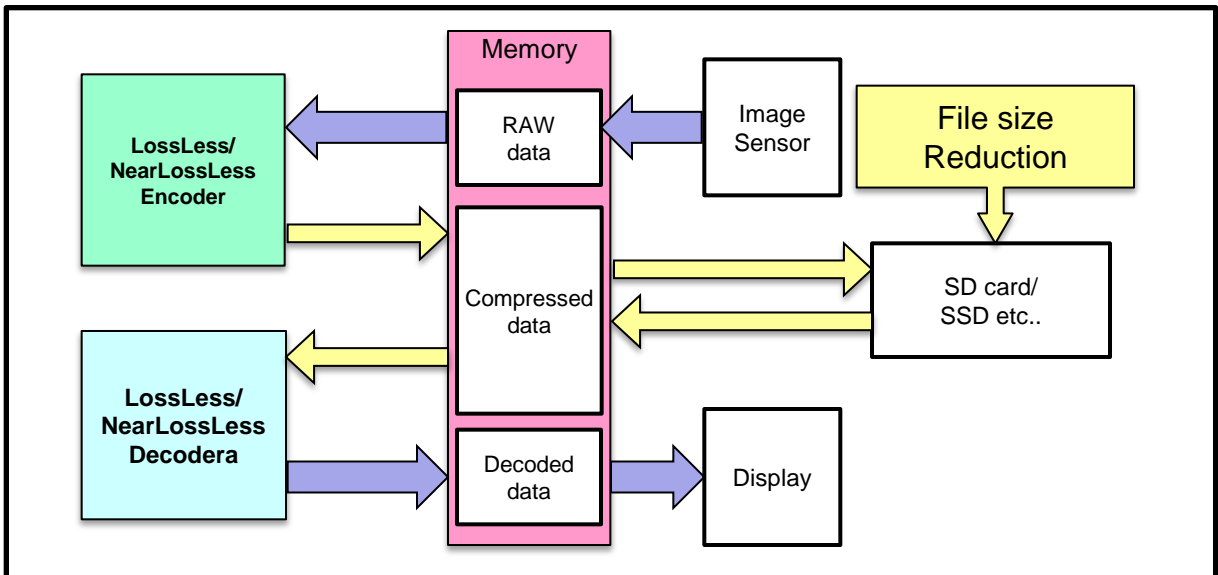 Memory
LossLess/
NearLossLess
Encoder
RAW
data
Image
Sensor
File size
Reduction
Compressed
data
SD card/
SSD etc..
LossLess/
NearLossLess
Decodera
Decoded
data
Display